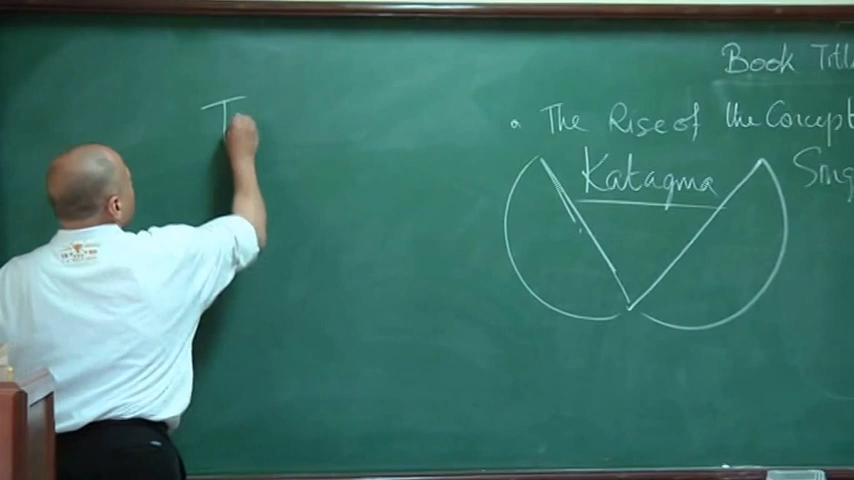 T
Book Title
a The Rise of the Concept
Katagma
Sing